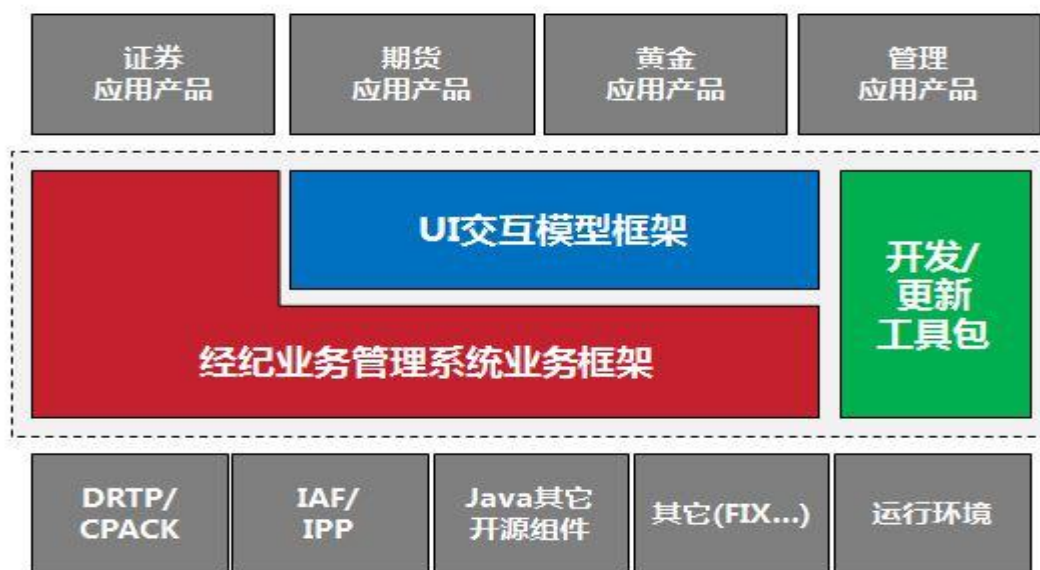 证券
应用产品
期货
应用产品
黄金
应用产品
管理
应用产品
UI交互模型框架
开发/
更新
工具包
经纪业务管理系统业务框架
DRTP/
CPACK
IAF/
IPP
Java其它
开源组件
其它(FIX...)
运行环境